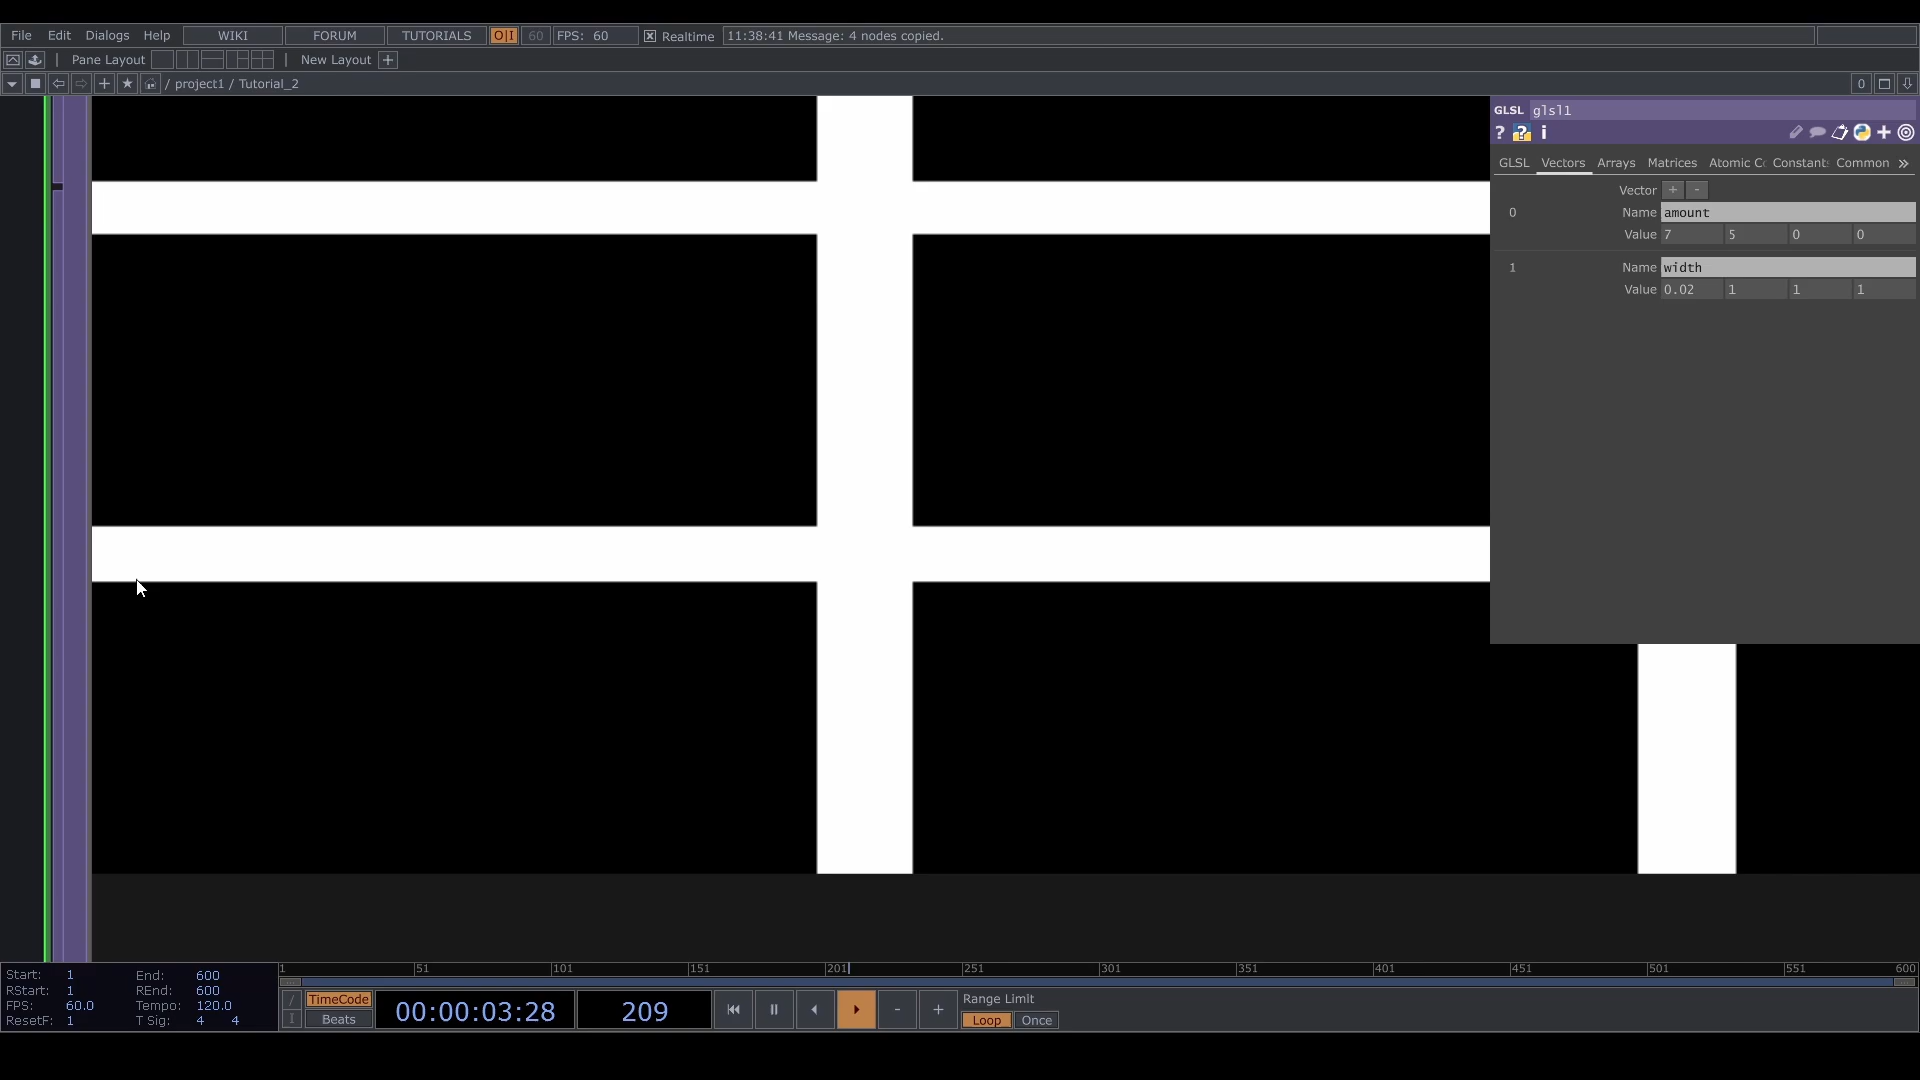 File Edit Dialogs Help WIKI FORUM TUTORIALS O|I 60 FPS: 60 Realtime 11:38:41 Message: 4 nodes copied.
| Pane Layout | New Layout +
/ project1 / Tutorial_2 0
GLSL glsl1
? ? i
GLSL Vectors Arrays Matrices Atomic C Constant Common »
Vector + -
0 Name amount
Value 7 5 0 0
1 Name width
Value 0.02 1 1 1
1 51 101 151 201 251 301 351 401 451 501 551 600
Start: 1 End: 600
RStart: 1 REnd: 600
FPS: 60.0 Tempo: 120.0
ResetF: 1 T Sig: 4 4
/ TimeCode
I Beats
00:00:03:28 209
- +
Range Limit
Loop Once